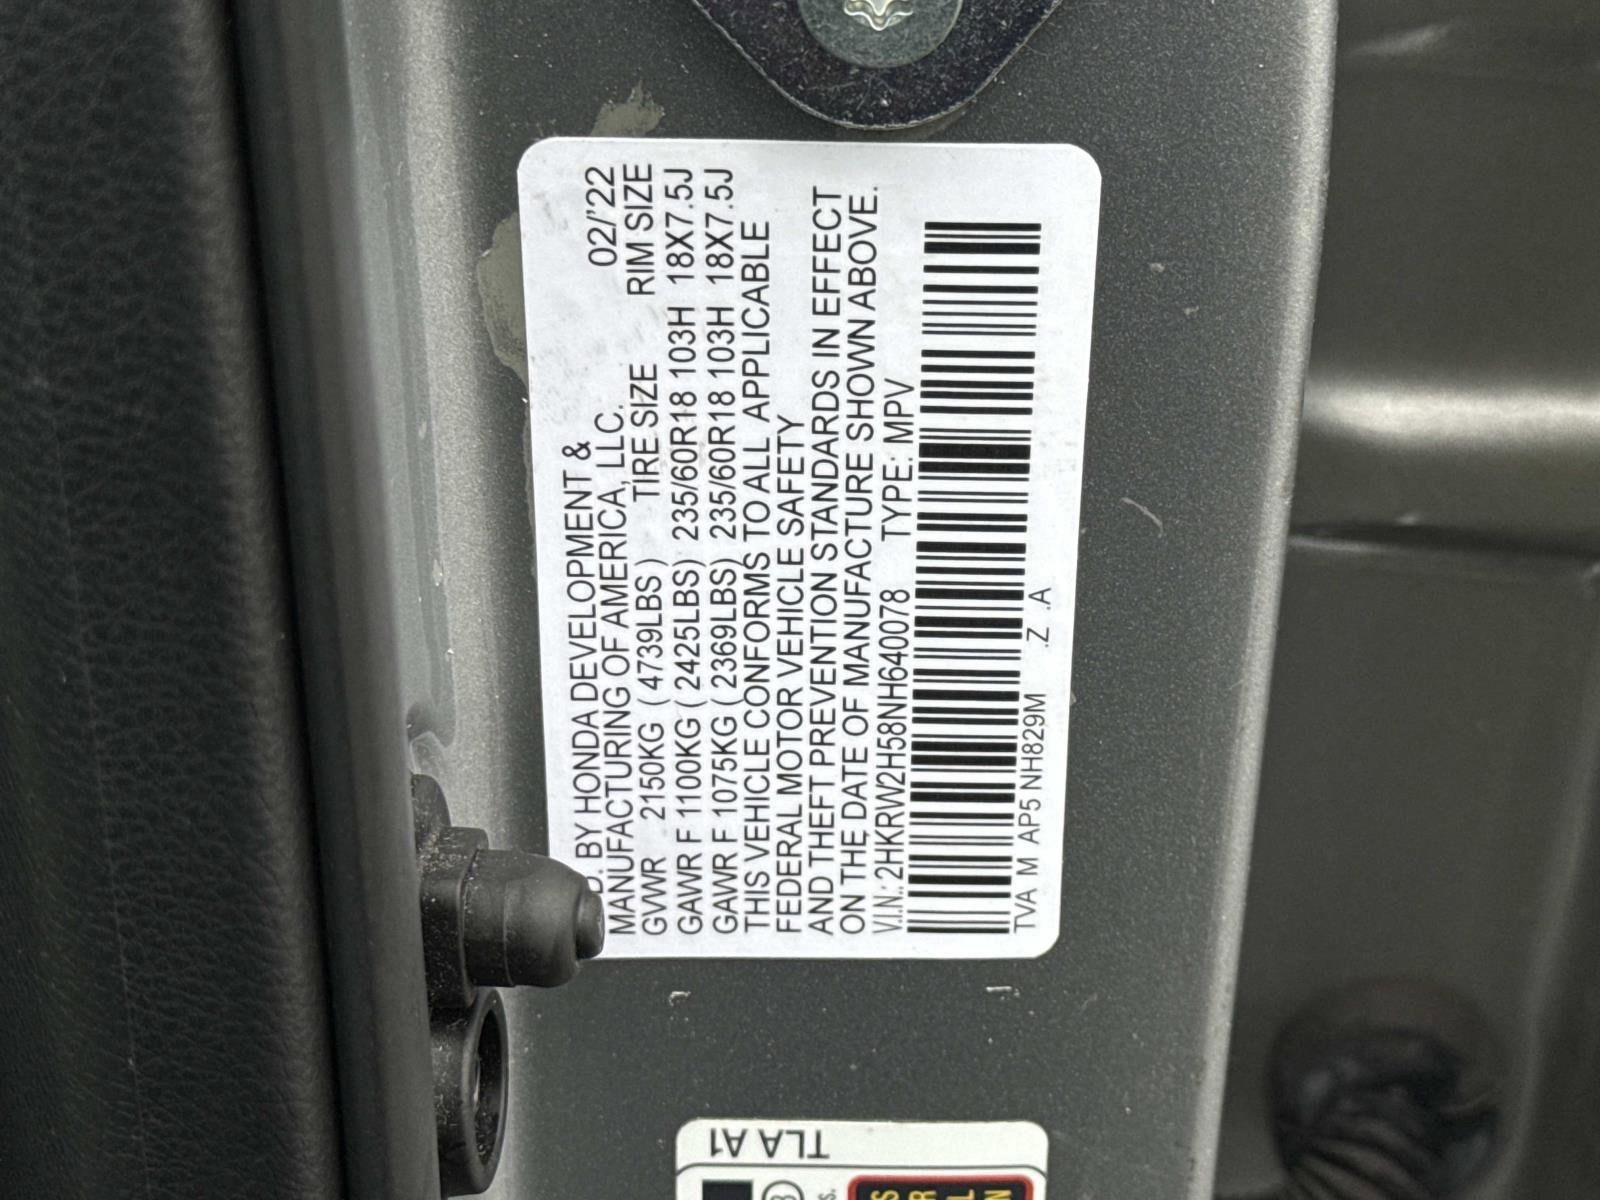 D. BY HONDA DEVELOPMENT &
MANUFACTURING OF AMERICA, LLC. 02/'22
GVWR 2150KG ( 4739LBS ) TIRE SIZE RIM SIZE
GAWR F 1100KG ( 2425LBS) 235/60R18 103H 18X7.5J
GAWR F 1075KG ( 2369LBS) 235/60R18 103H 18X7.5J
THIS VEHICLE CONFORMS TO ALL APPLICABLE
FEDERAL MOTOR VEHICLE SAFETY
AND THEFT PREVENTION STANDARDS IN EFFECT
ON THE DATE OF MANUFACTURE SHOWN ABOVE.
V.I.N.: 2HKRW2H58NH640078 TYPE: MPV
TVA M AP5 NH829M .Z .A
TLA A1